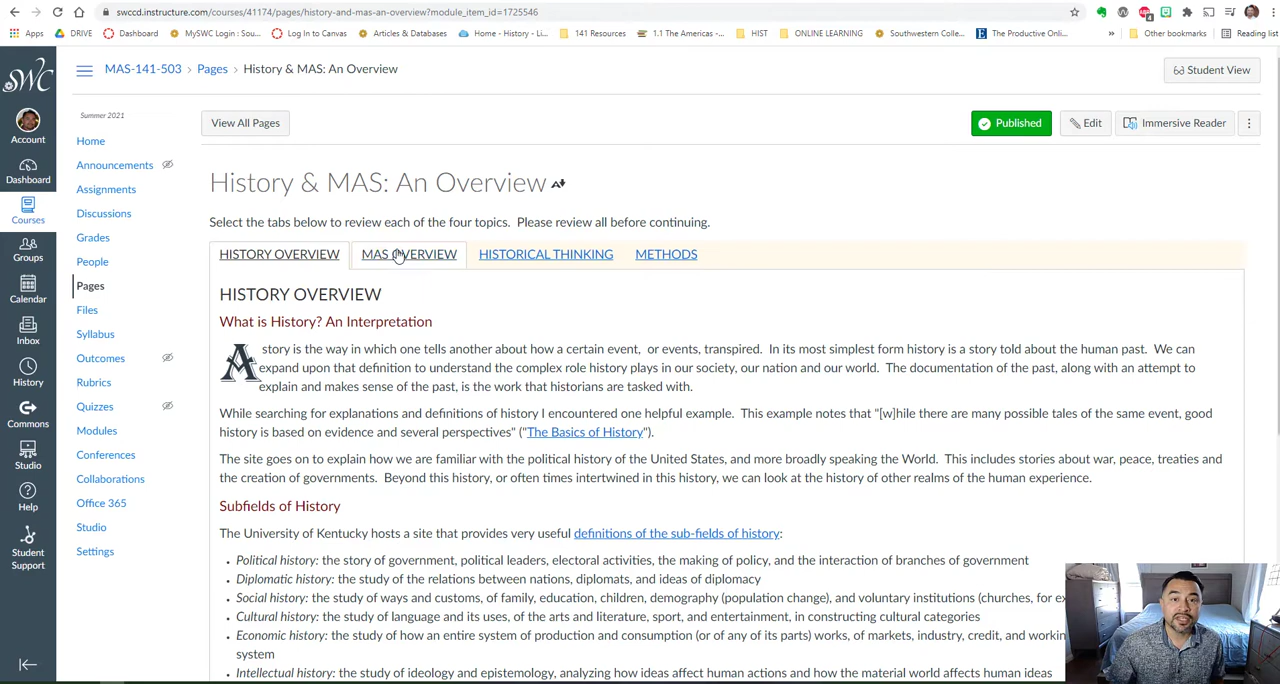 swccd.instructure.com/courses/41174/pages/history-and-mas-an-overview?module_item_id=1725546
Apps DRIVE Dashboard MySWC Login : Sou... Log In to Canvas Articles & Databases Home - History - Li... 141 Resources 1.1 The Americas -... HIST ONLINE LEARNING Southwestern Colle... The Productive Onli... » Other bookmarks Reading list
SWC
MAS-141-503 › Pages › History & MAS: An Overview
Student View
Account
Dashboard
Courses
Groups
Calendar
Inbox
History
Commons
Studio
Help
Student
Support
Summer 2021
Home
Announcements
Assignments
Discussions
Grades
People
Pages
Files
Syllabus
Outcomes
Rubrics
Quizzes
Modules
Conferences
Collaborations
Office 365
Studio
Settings
View All Pages
Published
Edit
Immersive Reader
History & MAS: An Overview
Select the tabs below to review each of the four topics. Please review all before continuing.
HISTORY OVERVIEW MAS OVERVIEW HISTORICAL THINKING METHODS
HISTORY OVERVIEW
What is History? An Interpretation
A story is the way in which one tells another about how a certain event, or events, transpired. In its most simplest form history is a story told about the human past. We can
expand upon that definition to understand the complex role history plays in our society, our nation and our world. The documentation of the past, along with an attempt to
explain and makes sense of the past, is the work that historians are tasked with.
While searching for explanations and definitions of history I encountered one helpful example. This example notes that "[w]hile there are many possible tales of the same event, good
history is based on evidence and several perspectives" ("The Basics of History").
The site goes on to explain how we are familiar with the political history of the United States, and more broadly speaking the World. This includes stories about war, peace, treaties and
the creation of governments. Beyond this history, or often times intertwined in this history, we can look at the history of other realms of the human experience.
Subfields of History
The University of Kentucky hosts a site that provides very useful definitions of the sub-fields of history:
• Political history: the story of government, political leaders, electoral activities, the making of policy, and the interaction of branches of government
• Diplomatic history: the study of the relations between nations, diplomats, and ideas of diplomacy
• Social history: the study of ways and customs, of family, education, children, demography (population change), and voluntary institutions (churches, for ex
• Cultural history: the study of language and its uses, of the arts and literature, sport, and entertainment, in constructing cultural categories
• Economic history: the study of how an entire system of production and consumption (or of any of its parts) works, of markets, industry, credit, and workin
system
• Intellectual history: the study of ideology and epistemology, analyzing how ideas affect human actions and how the material world affects human ideas